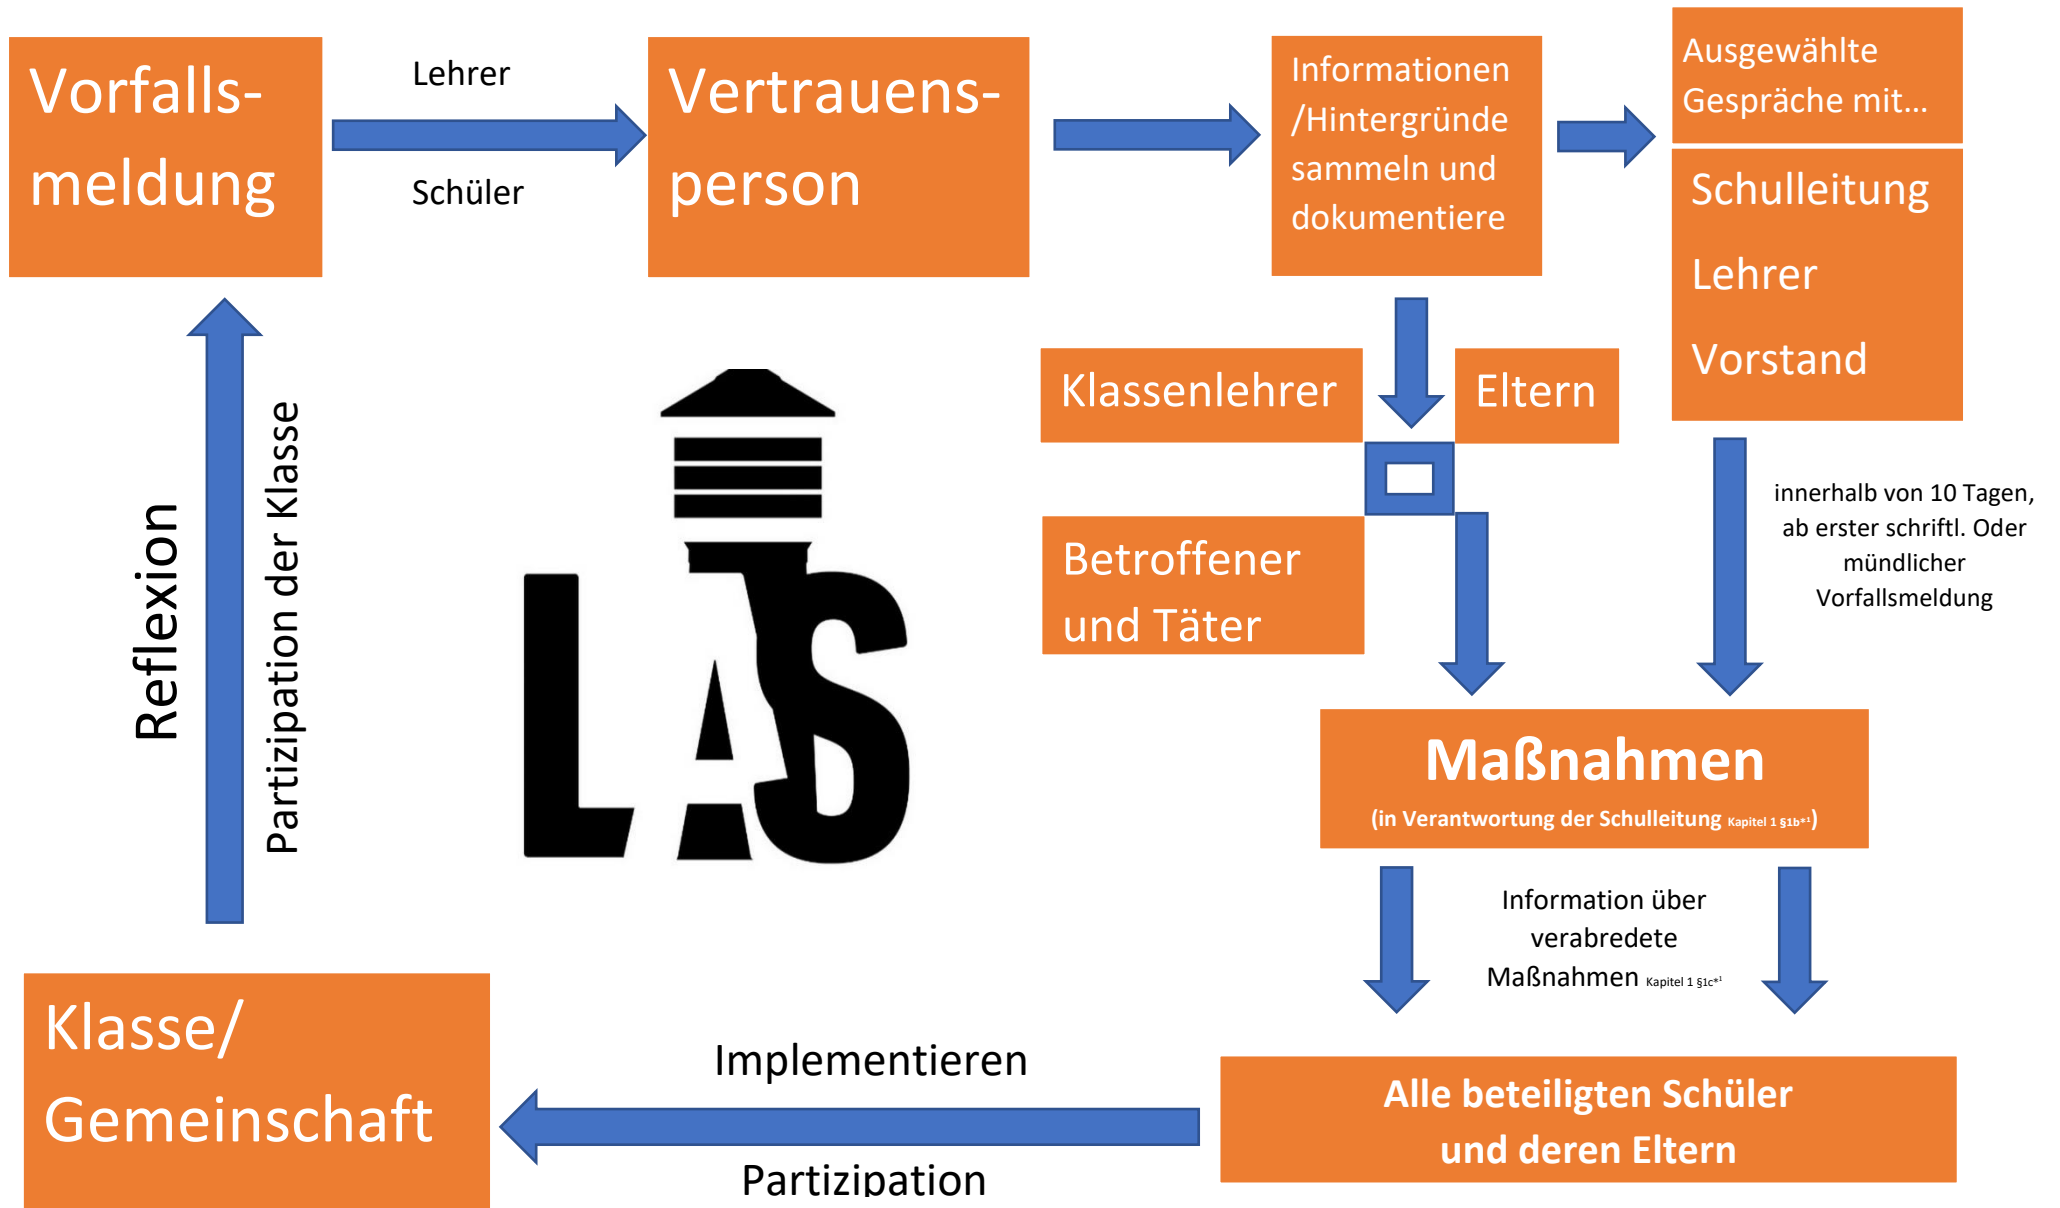 Vorfalls-
meldung
Lehrer
Schüler
Vertrauens-
person
Informationen
/Hintergründe
sammeln und
dokumentiere
Ausgewählte
Gespräche mit...
Schulleitung
Lehrer
Vorstand
Klassenlehrer
Eltern
Betroffener
und Täter
innerhalb von 10 Tagen,
ab erster schriftl. Oder
mündlicher
Vorfallsmeldung
Maßnahmen
(in Verantwortung der Schulleitung Kapitel 1 §1b*¹)
Information über
verabredete
Maßnahmen Kapitel 1 §1c*¹
Alle beteiligten Schüler
und deren Eltern
Implementieren
Partizipation
Klasse/
Gemeinschaft
Reflexion
Partizipation der Klasse
LAS